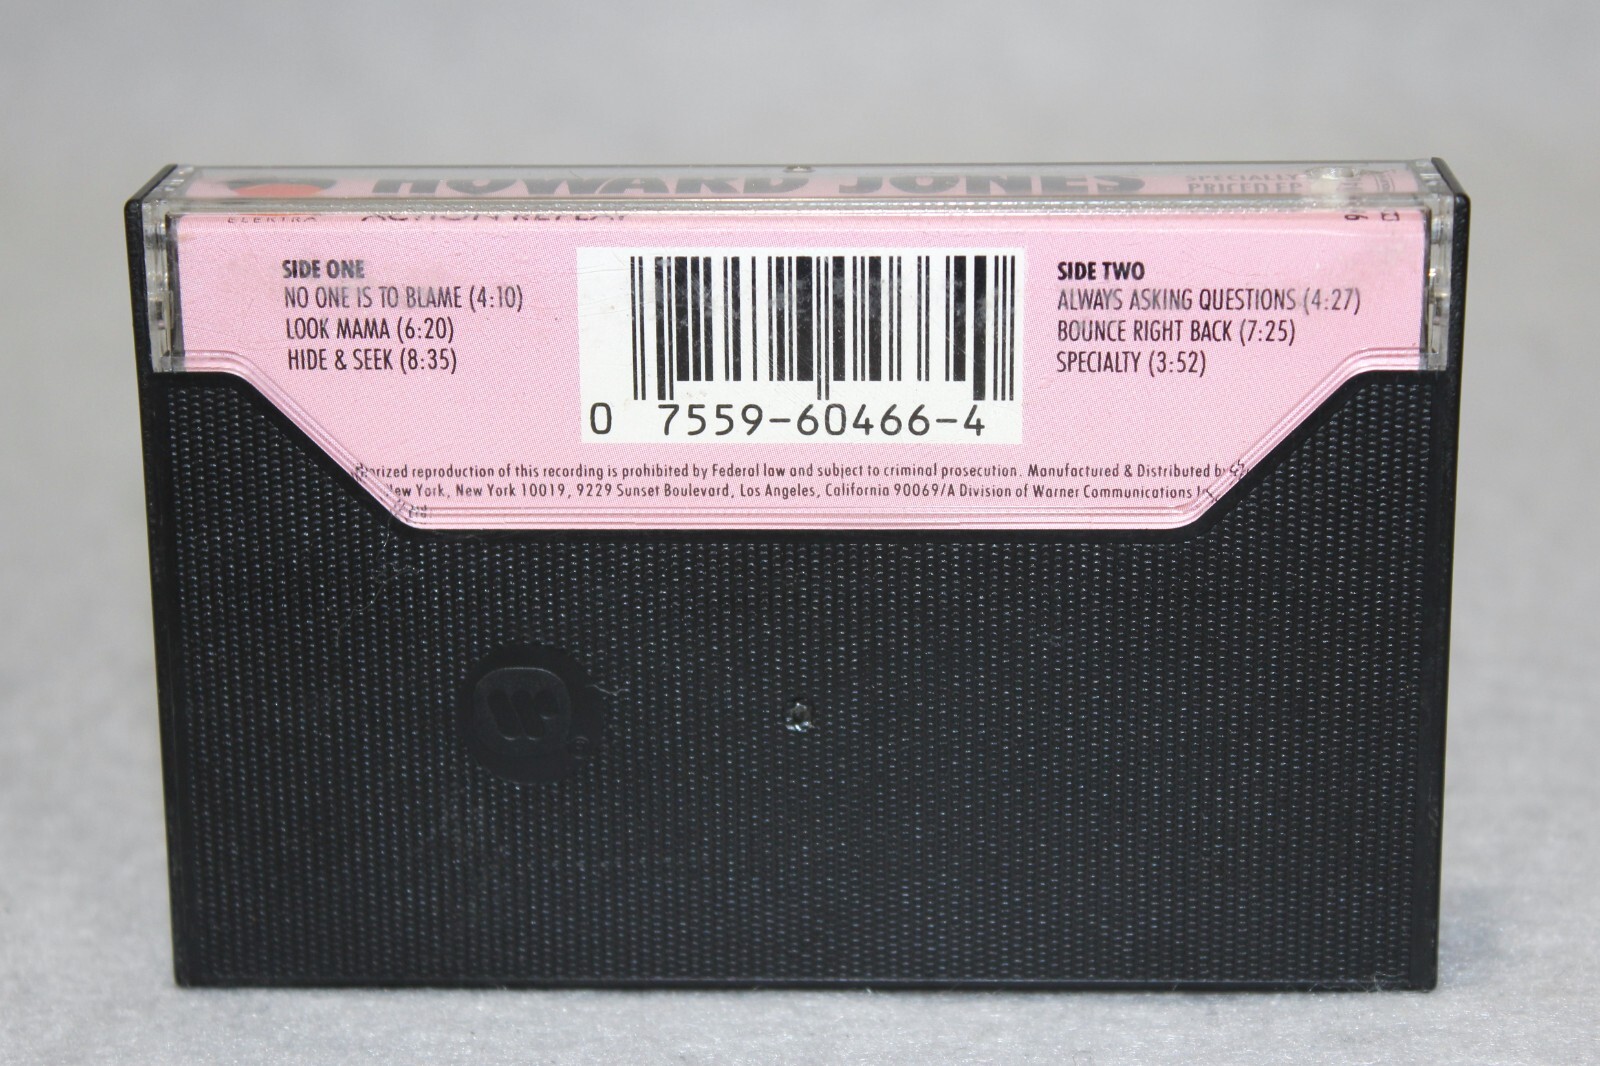 HOWARD JONES
SPECIALLY
PRICED EP
ELEKTRA
ACTION REPLAY
SIDE ONE
NO ONE IS TO BLAME (4:10)
LOOK MAMA (6:20)
HIDE & SEEK (8:35)
0 7559-60466-4
SIDE TWO
ALWAYS ASKING QUESTIONS (4:27)
BOUNCE RIGHT BACK (7:25)
SPECIALTY (3:52)
reproduction of this recording is prohibited by Federal law and subject to criminal prosecution. Manufactured & Distributed
New York, New York 10019, 9229 Sunset Boulevard, Los Angeles, California 90069/A Division of Warner Communications